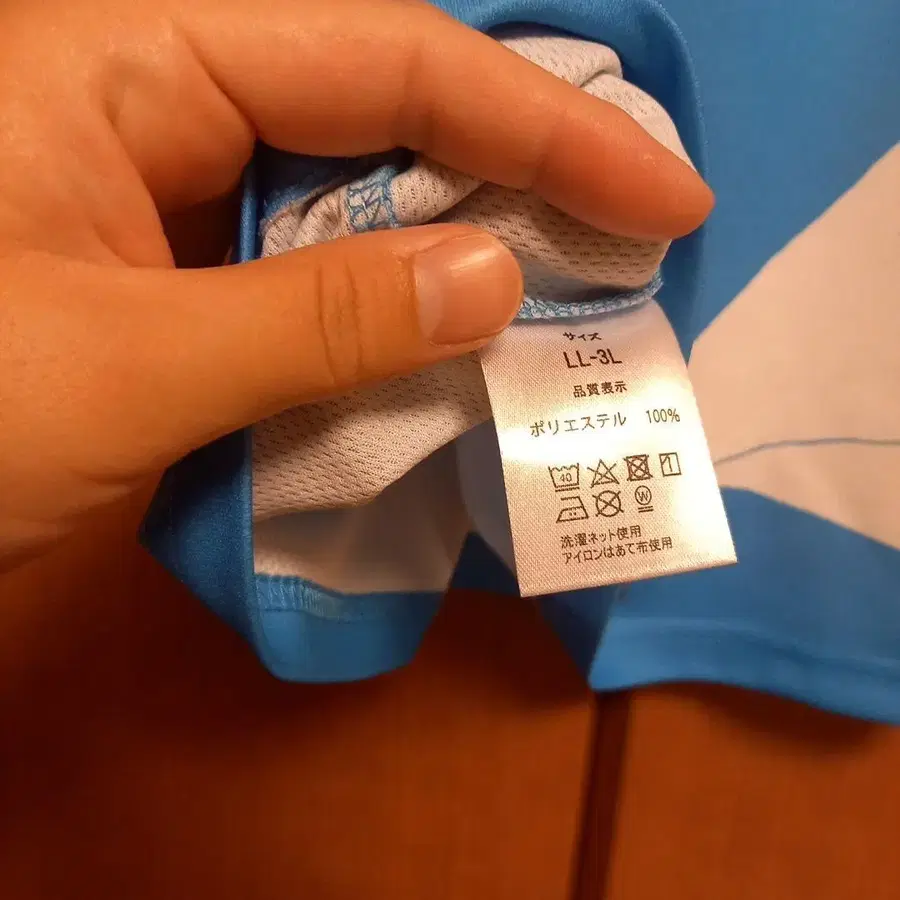 サイズ
LL-3L
品質表示
ポリエステル 100%
40
W
洗濯ネット使用
アイロンはあて布使用